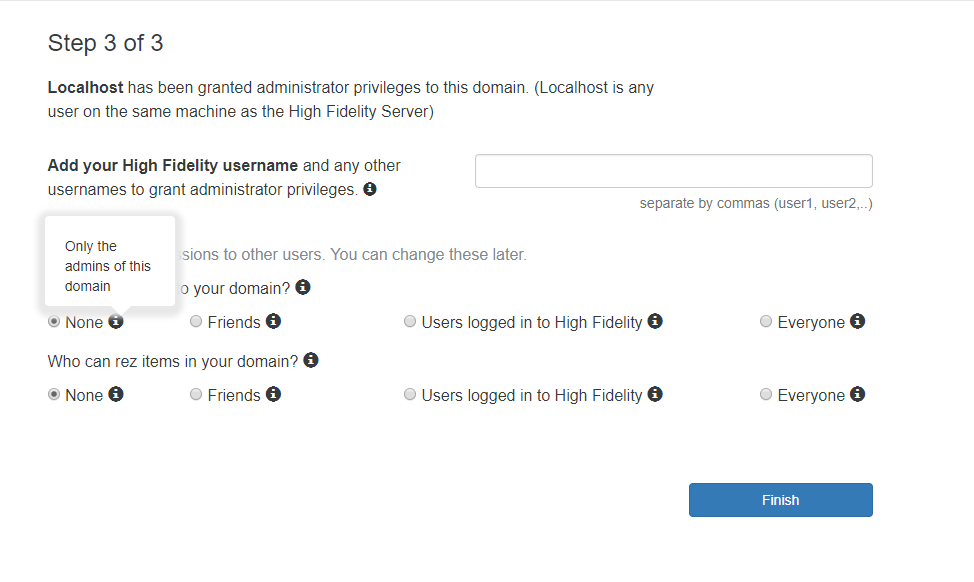 Step 3 of 3
Localhost has been granted administrator privileges to this domain. (Localhost is any
user on the same machine as the High Fidelity Server)
Add your High Fidelity username and any other
usernames to grant administrator privileges.
separate by commas (user1, user2,..)
Only the
admins of this
domain
sions to other users. You can change these later.
o your domain?
None Friends Users logged in to High Fidelity Everyone
Who can rez items in your domain?
None Friends Users logged in to High Fidelity Everyone
Finish